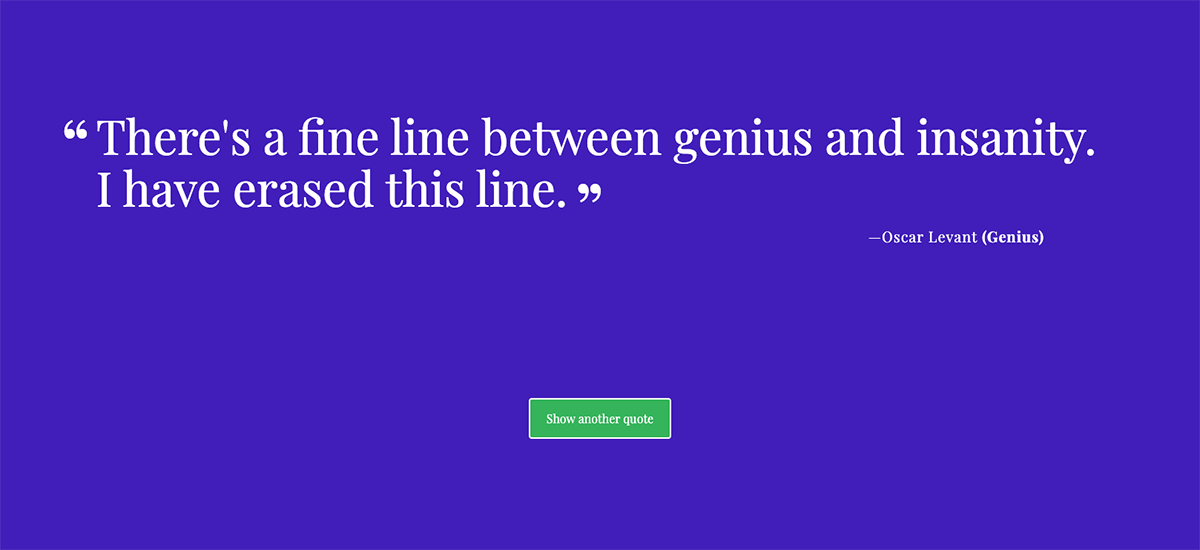 “ There's a fine line between genius and insanity.
I have erased this line. ”
—Oscar Levant (Genius)
Show another quote